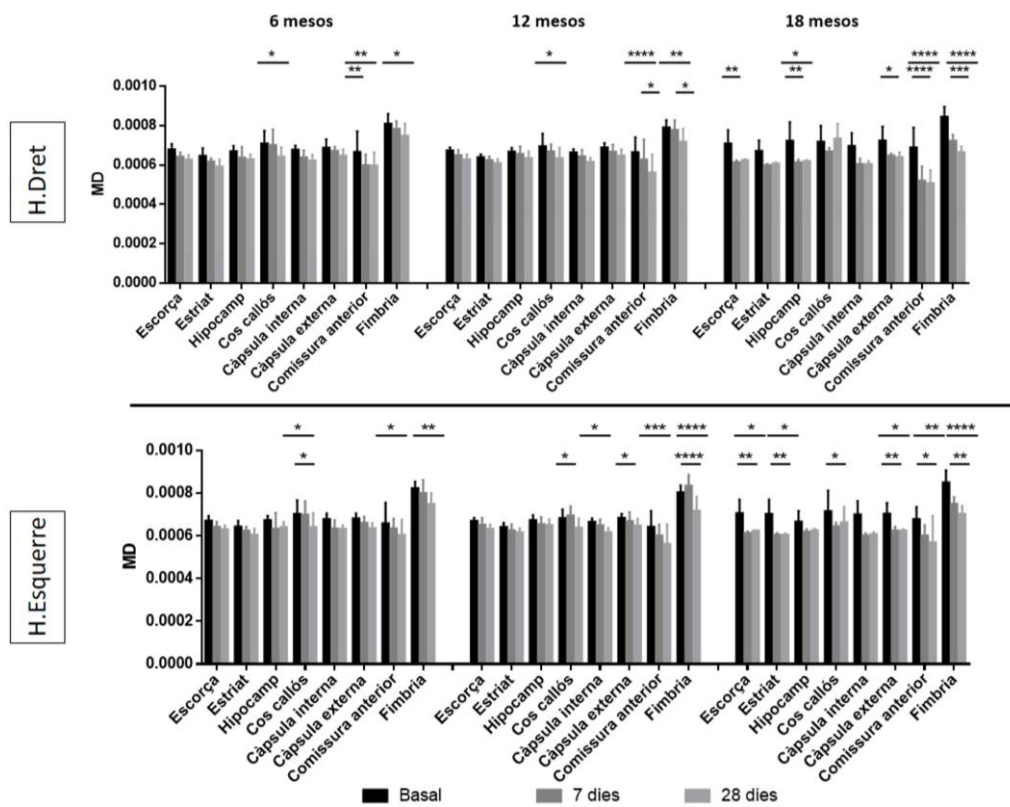 6 mesos 12 mesos 18 mesos
* ** * * **** ** * **** ****
** * * ** ** * **** ***
H.Dret
MD
0.0010
0.0008
0.0006
0.0004
0.0002
0.0000
Escorça Estriat Hipocamp Cos callós Càpsula interna Càpsula externa Comissura anterior Fimbria Escorça Estriat Hipocamp Cos callós Càpsula interna Càpsula externa Comissura anterior Fimbria Escorça Estriat Hipocamp Cos callós Càpsula interna Càpsula externa Comissura anterior Fimbria
* * ** * *** **** * * * ** ****
* * * **** ** ** * ** * **
H.Esquerre
MD
0.0010
0.0008
0.0006
0.0004
0.0002
0.0000
Escorça Estriat Hipocamp Cos callós Càpsula interna Càpsula externa Comissura anterior Fimbria Escorça Estriat Hipocamp Cos callós Càpsula interna Càpsula externa Comissura anterior Fimbria Escorça Estriat Hipocamp Cos callós Càpsula interna Càpsula externa Comissura anterior Fimbria
Basal 7 dies 28 dies